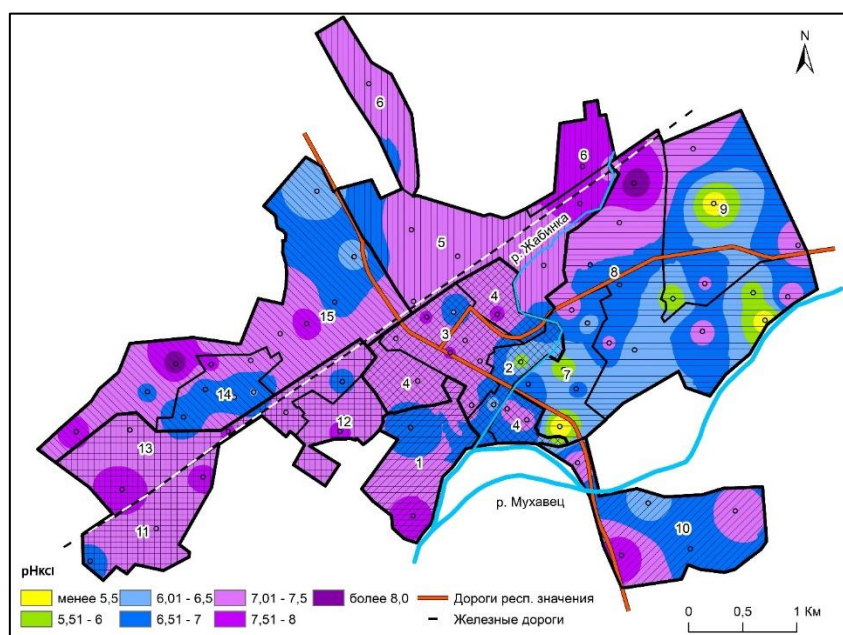 N
6
6
9
5
р. Жабинка
8
4
15
3
2
7
14.
4
12
4
13
1
р. Мухавец
10
11
pHKCl
менее 5,5
6,01 - 6,5
7,01 - 7,5
более 8,0
Дороги респ. значения
5,51 - 6
6,51 - 7
7,51 - 8
Железные дороги
0 0,5 1 Км